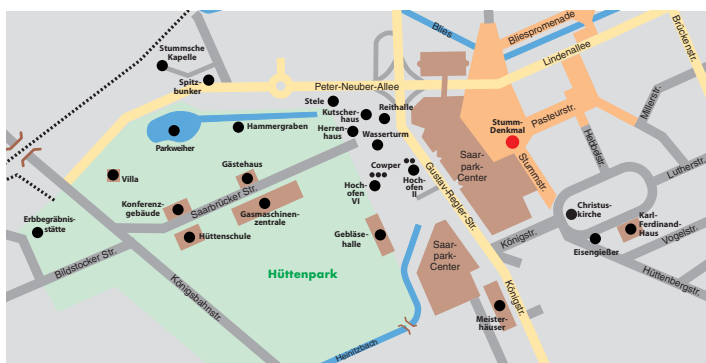 Stummsche
Kapelle
Spitz-
bunker
Bliespromenade
Brückenstr.
Blies
Lindenallee
Peter-Neuber-Allee
Stele
Kutscher-
haus
Reithalle
Hammergraben
Herren-
haus
Wasserturm
Parkweiher
Stumm-
Denkmal
Pasteurstr.
Millerstr.
Hebbelstr.
Lutherstr.
Villa
Gästehaus
Cowper
Hoch-
ofen
VI
Hoch-
ofen
II
Saar-
park-
Center
Stummstr.
Gustav-Regler-Str.
Konferenz-
gebäude
Saarbrücker Str.
Gasmaschinen-
zentrale
Christus-
kirche
Karl-
Ferdinand-
Haus
Erbbegräbnis-
stätte
Hüttenschule
Gebläse-
halle
Saar-
park-
Center
Königstr.
Eisengießer
Vogelstr.
Bildstocker Str.
Hüttenpark
Königsbahnstr.
Königstr.
Hüttenbergstr.
Meister-
häuser
Heinitzbach